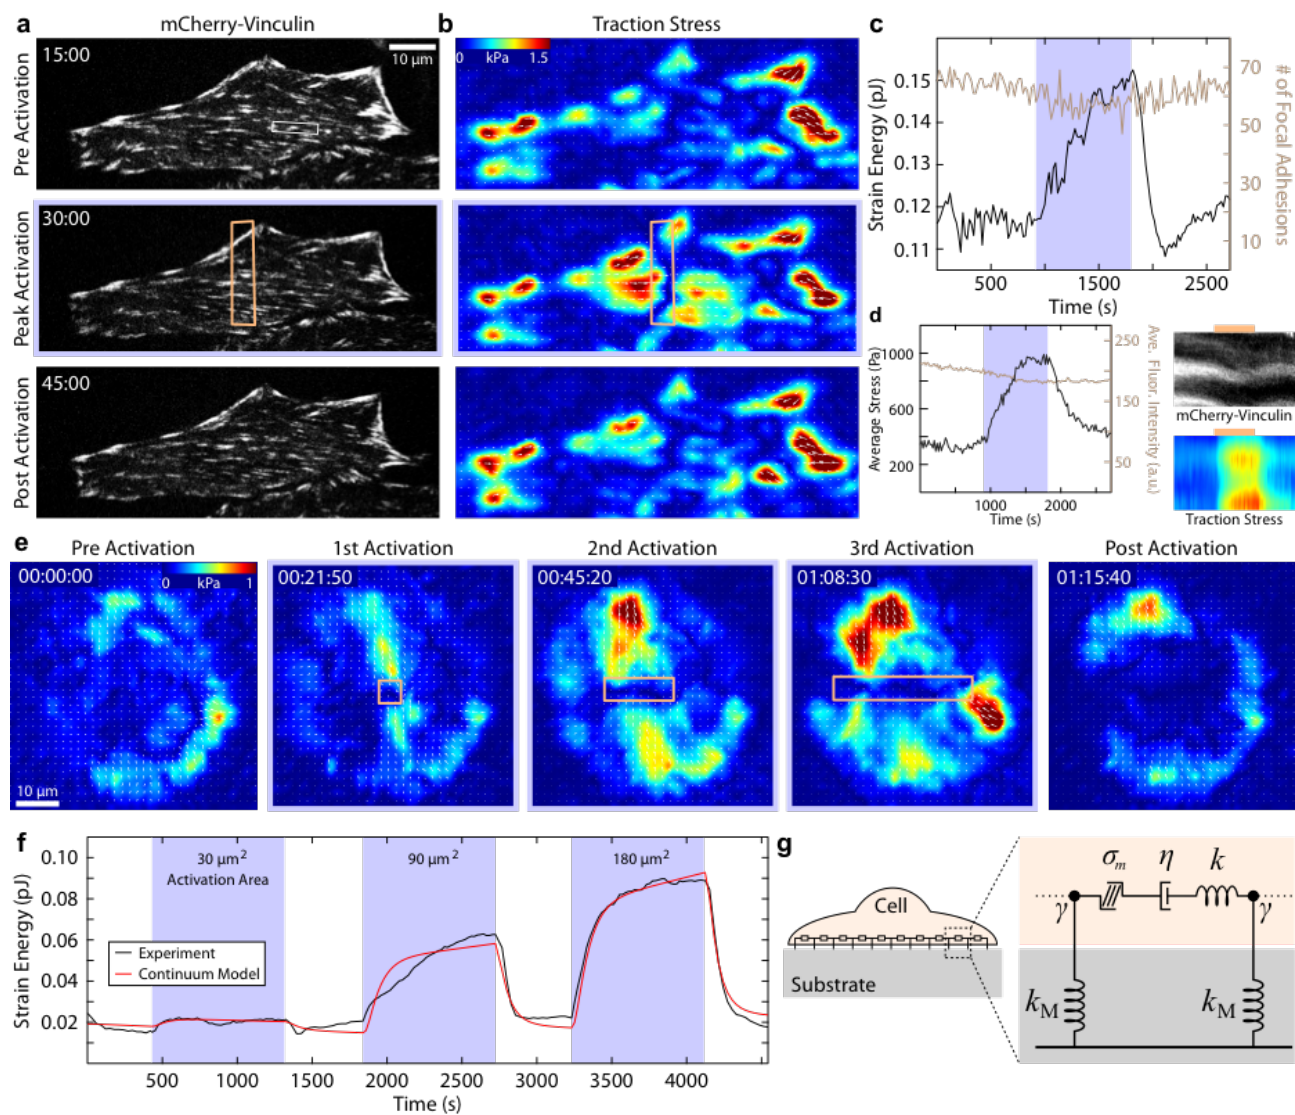 a
mCherry-Vinculin
b
Traction Stress
c
Pre Activation
15:00
10 µm
0 kPa 1.5
Peak Activation
30:00
Post Activation
45:00
Strain Energy (pJ)
0.15
0.14
0.13
0.12
0.11
70
50
30
10
# of Focal Adhesions
500 1500 2500
Time (s)
d
Average Stress (Pa)
1000
600
200
250
150
50
Ave. Fluor. Intensity (a.u.)
1000 2000
Time (s)
mCherry-Vinculin
Traction Stress
e
Pre Activation
1st Activation
2nd Activation
3rd Activation
Post Activation
00:00:00
0 kPa 1
10 µm
00:21:50
00:45:20
01:08:30
01:15:40
f
Strain Energy (pJ)
0.10
0.08
0.06
0.04
0.02
30 µm²
Activation Area
90 µm²
180 µm²
Experiment
Continuum Model
500 1000 1500 2000 2500 3000 3500 4000
Time (s)
g
Cell
Substrate
σm η k
γ γ
kM kM